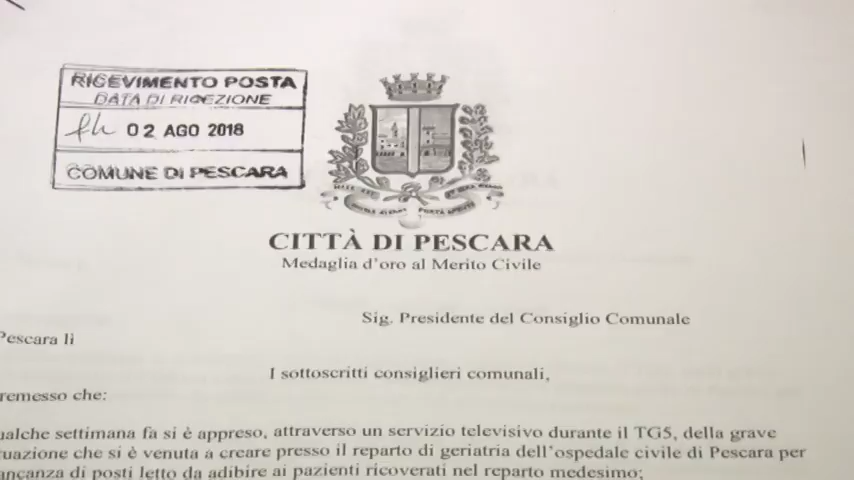 RICEVIMENTO POSTA
DATA DI RICEZIONE
02 AGO 2018
COMUNE DI PESCARA
CITTÀ DI PESCARA
Medaglia d'oro al Merito Civile
Sig. Presidente del Consiglio Comunale
Pescara lì
I sottoscritti consiglieri comunali,
remesso che:
ualche settimana fa si è appreso, attraverso un servizio televisivo durante il TG5, della grave
tuazione che si è venuta a creare presso il reparto di geriatria dell'ospedale civile di Pescara per
ancanza di posti letto da adibire ai pazienti ricoverati nel reparto medesimo;